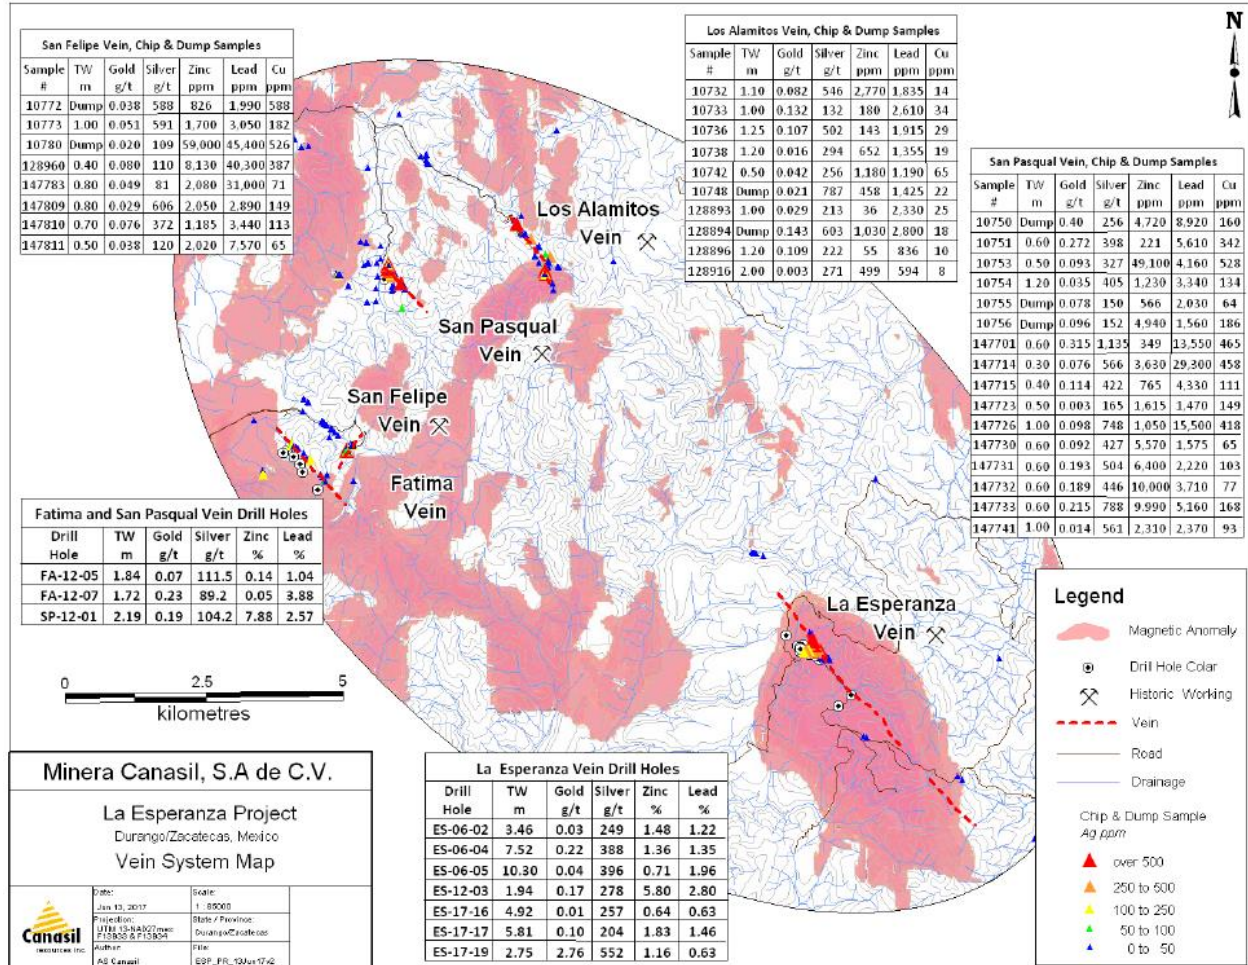 N
San Felipe Vein, Chip & Dump Samples
Sample # TW m Gold g/t Silver g/t Zinc ppm Lead ppm Cu ppm
10772 Dump 0.038 588 826 1,990 588
10773 1.00 0.051 591 1,700 3,050 182
10780 Dump 0.020 109 59,000 45,400 526
128960 0.40 0.080 110 8,130 40,300 387
147783 0.80 0.049 81 2,080 31,000 71
147809 0.80 0.029 606 2,050 2,890 149
147810 0.70 0.076 372 1,185 3,440 113
147811 0.50 0.038 120 2,020 7,570 65
Los Alamitos Vein, Chip & Dump Samples
Sample # TW m Gold g/t Silver g/t Zinc ppm Lead ppm Cu ppm
10732 1.10 0.082 546 2,770 1,835 14
10733 1.00 0.132 132 180 2,610 34
10736 1.25 0.107 502 143 1,915 29
10738 1.20 0.016 294 652 1,355 19
10742 0.50 0.042 256 1,180 1,190 65
10748 Dump 0.021 787 458 1,425 22
128893 1.00 0.029 213 36 2,330 25
128894 Dump 0.143 603 1,030 2,800 18
128896 1.20 0.109 222 55 836 10
128916 2.00 0.003 271 499 594 8
San Pasqual Vein, Chip & Dump Samples
Sample # TW m Gold g/t Silver g/t Zinc ppm Lead ppm Cu ppm
10750 Dump 0.40 256 4,720 8,920 160
10751 0.60 0.272 398 221 5,610 342
10753 0.50 0.093 327 49,100 4,160 528
10754 1.20 0.035 405 1,230 3,340 134
10755 Dump 0.078 150 566 2,030 64
10756 Dump 0.096 152 4,940 1,560 186
147701 0.60 0.315 1,135 349 13,550 465
147714 0.30 0.076 566 3,630 29,300 458
147715 0.40 0.114 422 765 4,330 111
147723 0.50 0.003 165 1,615 1,470 149
147726 1.00 0.098 748 1,050 15,500 418
147730 0.60 0.092 427 5,570 1,575 65
147731 0.60 0.193 504 6,400 2,220 103
147732 0.60 0.189 446 10,000 3,710 77
147733 0.60 0.215 788 9,990 5,160 168
147741 1.00 0.014 561 2,310 2,370 93
Los Alamitos
Vein
San Pasqual
Vein
San Felipe
Vein
Fatima
Vein
La Esperanza
Vein
Fatima and San Pasqual Vein Drill Holes
Drill Hole TW m Gold g/t Silver g/t Zinc % Lead %
FA-12-05 1.84 0.07 111.5 0.14 1.04
FA-12-07 1.72 0.23 89.2 0.05 3.88
SP-12-01 2.19 0.19 104.2 7.88 2.57
0 2.5 5
kilometres
Minera Canasil, S.A de C.V.
La Esperanza Project
Durango/Zacatecas, Mexico
Vein System Map
Canasil
resources inc.
Date:
Jun 13, 2017
Scale:
1 : 85000
Projection:
State / Province:
Durango/Zacatecas
Author:
AS Canasil
File:
ESP_PR_13Jun17v2
La Esperanza Vein Drill Holes
Drill Hole TW m Gold g/t Silver g/t Zinc % Lead %
ES-06-02 3.46 0.03 249 1.48 1.22
ES-06-04 7.52 0.22 388 1.36 1.35
ES-06-05 10.30 0.04 396 0.71 1.96
ES-12-03 1.94 0.17 278 5.80 2.80
ES-17-16 4.92 0.01 257 0.64 0.63
ES-17-17 5.81 0.10 204 1.83 1.46
ES-17-19 2.75 2.76 552 1.16 0.63
Legend
Magnetic Anomaly
Drill Hole Colar
Historic Working
Vein
Road
Drainage
Chip & Dump Sample
Ag ppm
over 500
250 to 500
100 to 250
50 to 100
0 to 50